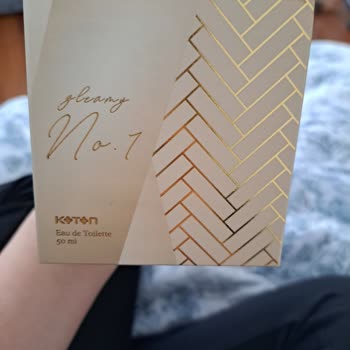 gleamy
No.1
KOTON
Eau de Toilette
50 ml